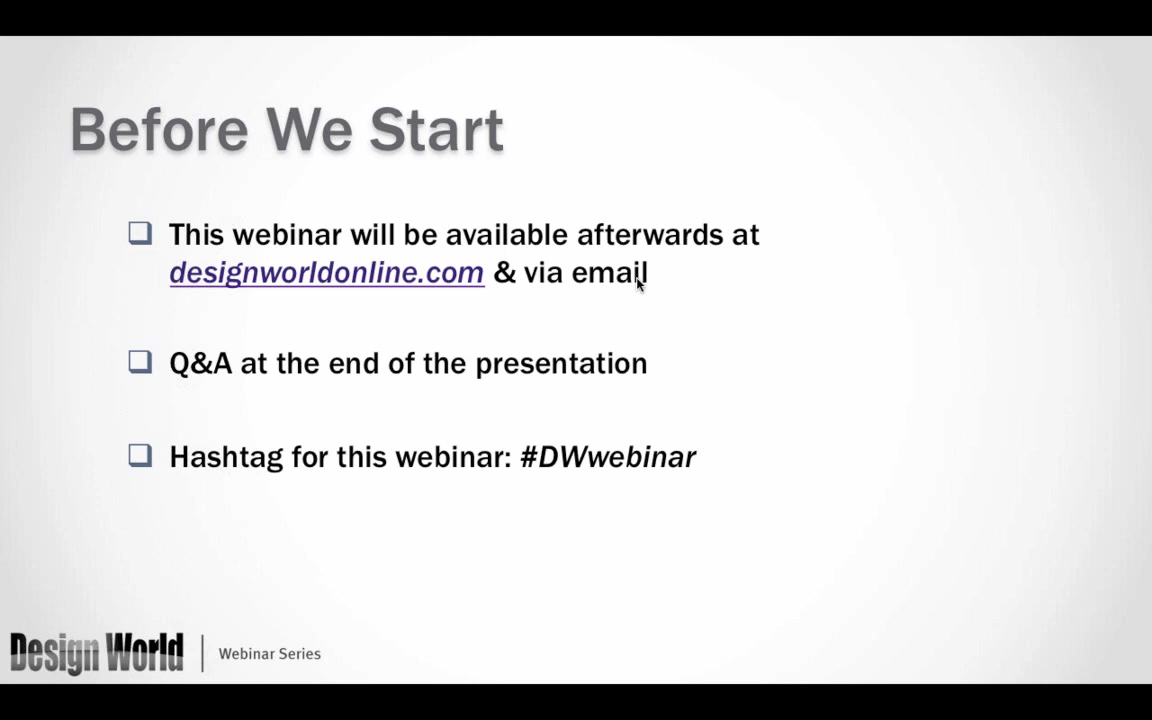 Before We Start
This webinar will be available afterwards at
designworldonline.com & via email
Q&A at the end of the presentation
Hashtag for this webinar: #DWwebinar
Design World
Webinar Series